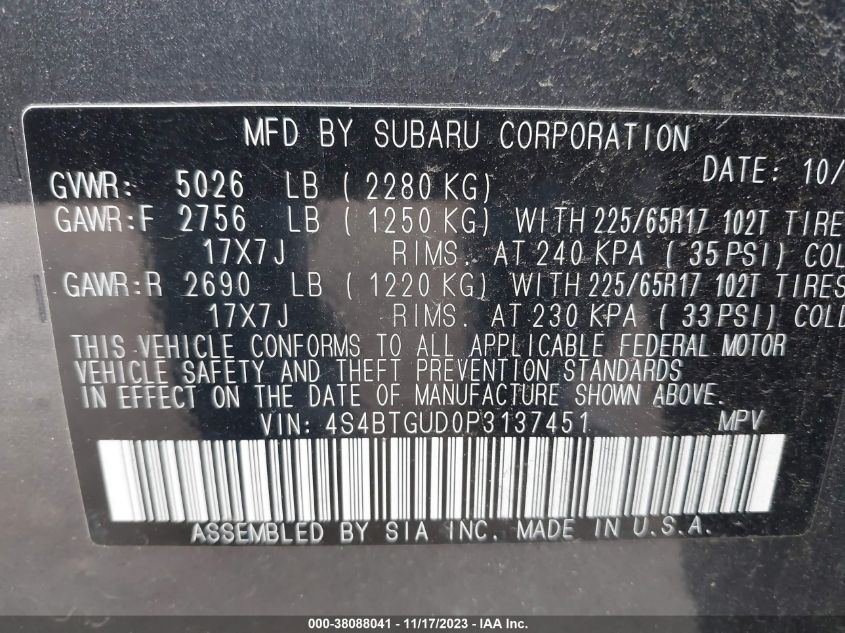 MFD BY SUBARU CORPORATION
DATE: 10/
GVWR: 5026 LB ( 2280 KG)
GAWR:F 2756 LB ( 1250 KG) WITH 225/65R17 102T TIRE
17X7J RIMS. AT 240 KPA ( 35 PSI) COL
GAWR:R 2690 LB ( 1220 KG) WITH 225/65R17 102T TIRES
17X7J RIMS. AT 230 KPA ( 33 PSI) COLD
THIS VEHICLE CONFORMS TO ALL APPLICABLE FEDERAL MOTOR
VEHICLE SAFETY AND THEFT PREVENTION STANDARDS
IN EFFECT ON THE DATE OF MANUFACTURE SHOWN ABOVE.
VIN: 4S4BTGUD0P3137451 MPV
ASSEMBLED BY SIA INC. MADE IN U.S.A.
000-38088041 - 11/17/2023 - IAA Inc.